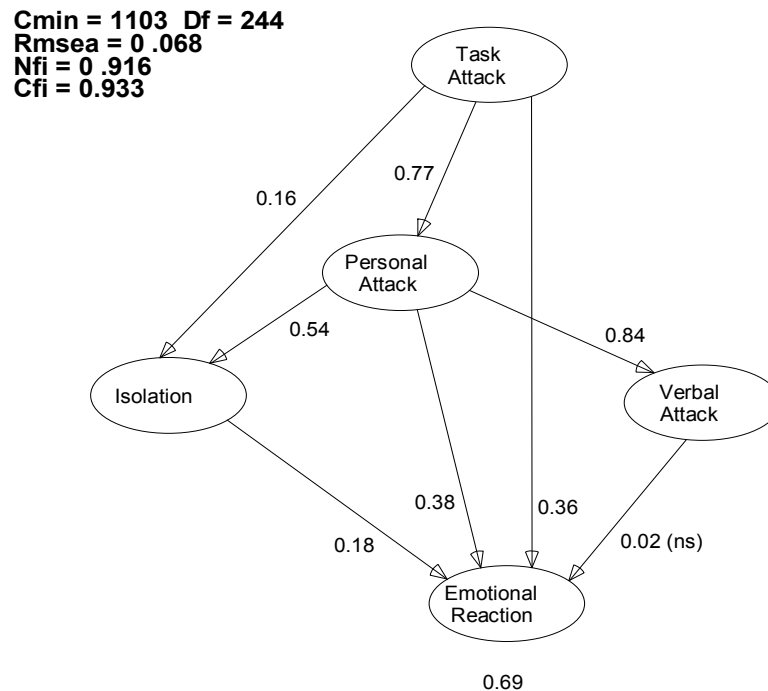 Cmin = 1103 Df = 244
Rmsea = 0 .068
Nfi = 0 .916
Cfi = 0.933
Task
Attack
0.16
0.77
Personal
Attack
0.54
0.84
Isolation
Verbal
Attack
0.38
0.36
0.18
0.02 (ns)
Emotional
Reaction
0.69